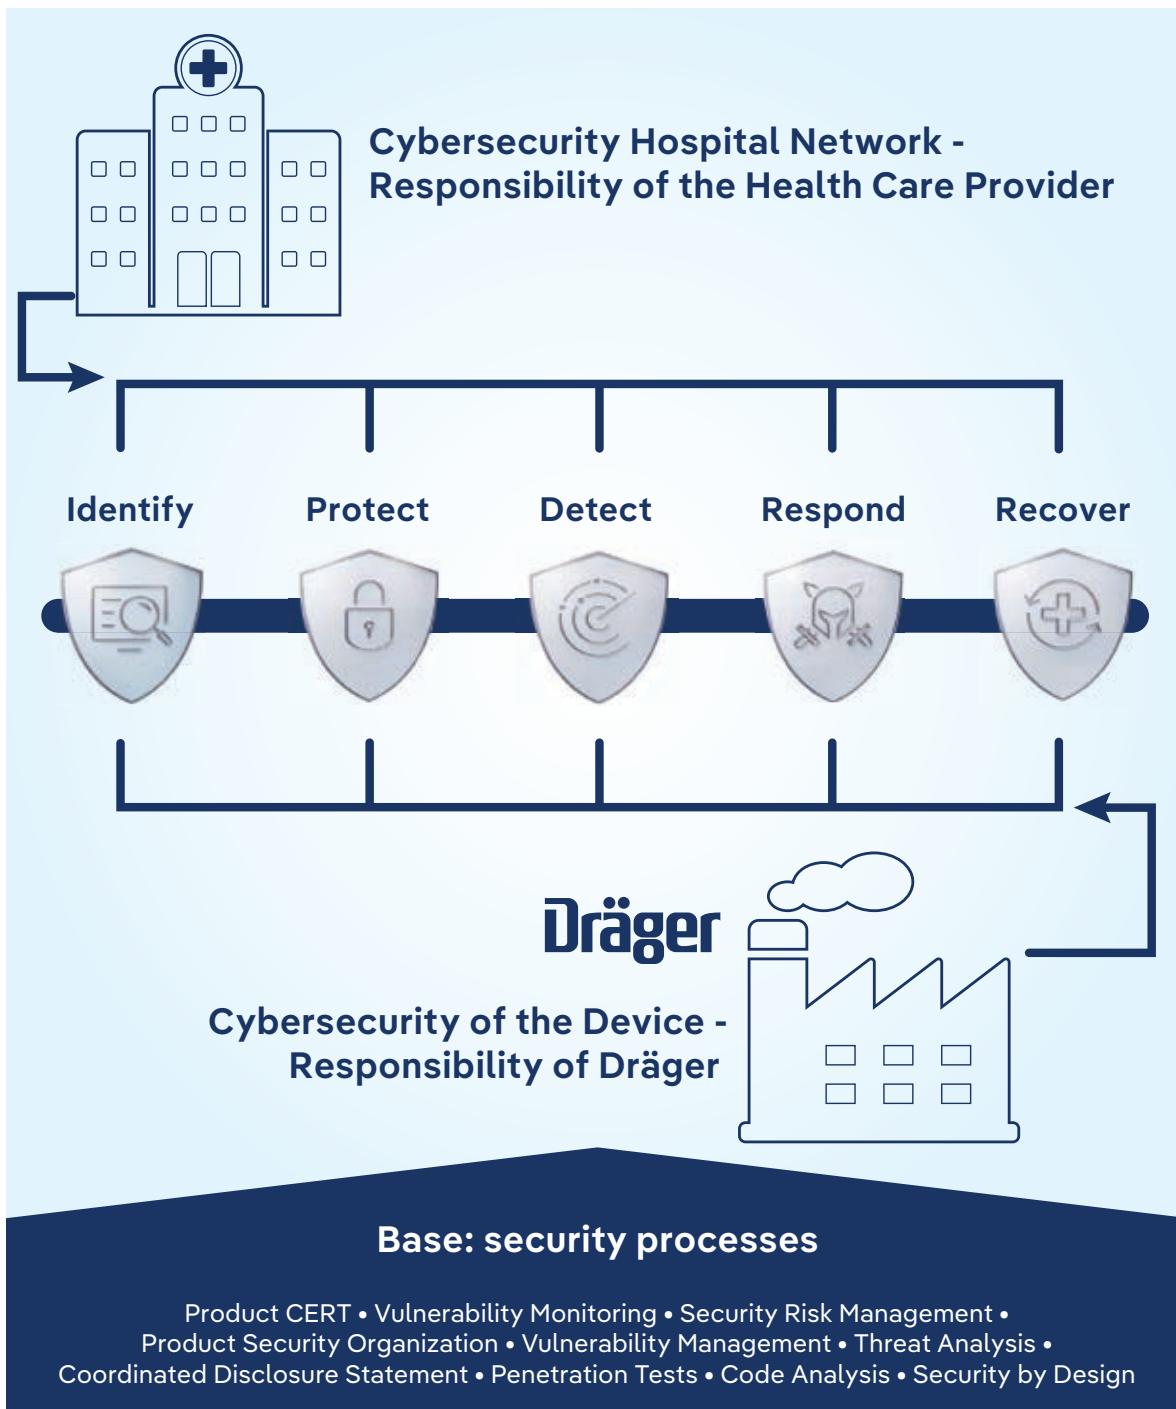 Cybersecurity Hospital Network -
Responsibility of the Health Care Provider
Identify Protect Detect Respond Recover
Dräger
Cybersecurity of the Device -
Responsibility of Dräger
Base: security processes
Product CERT • Vulnerability Monitoring • Security Risk Management •
Product Security Organization • Vulnerability Management • Threat Analysis •
Coordinated Disclosure Statement • Penetration Tests • Code Analysis • Security by Design